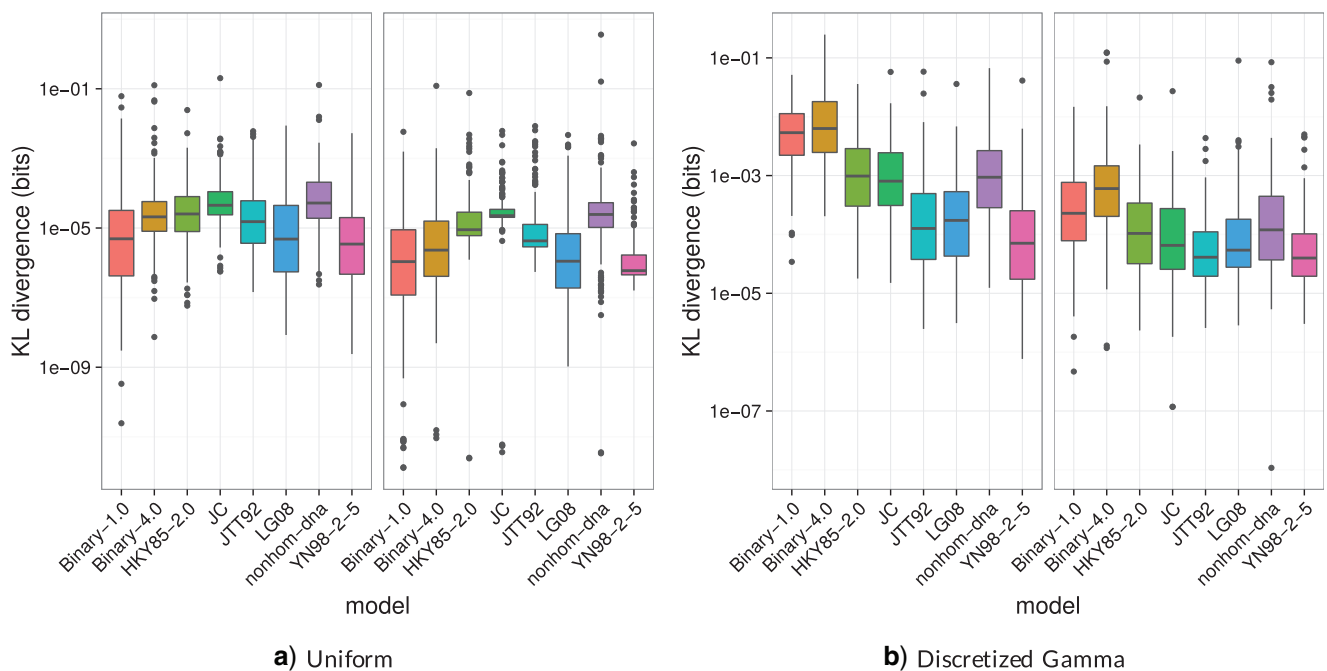 KL divergence (bits)
1e−01
1e−05
1e−09
Binary−1.0
Binary−4.0
HKY85−2.0
JC
JTT92
LG08
nonhom−dna
YN98−2−5
Binary−1.0
Binary−4.0
HKY85−2.0
JC
JTT92
LG08
nonhom−dna
YN98−2−5
model
a) Uniform
KL divergence (bits)
1e−01
1e−03
1e−05
1e−07
Binary−1.0
Binary−4.0
HKY85−2.0
JC
JTT92
LG08
nonhom−dna
YN98−2−5
Binary−1.0
Binary−4.0
HKY85−2.0
JC
JTT92
LG08
nonhom−dna
YN98−2−5
model
b) Discretized Gamma